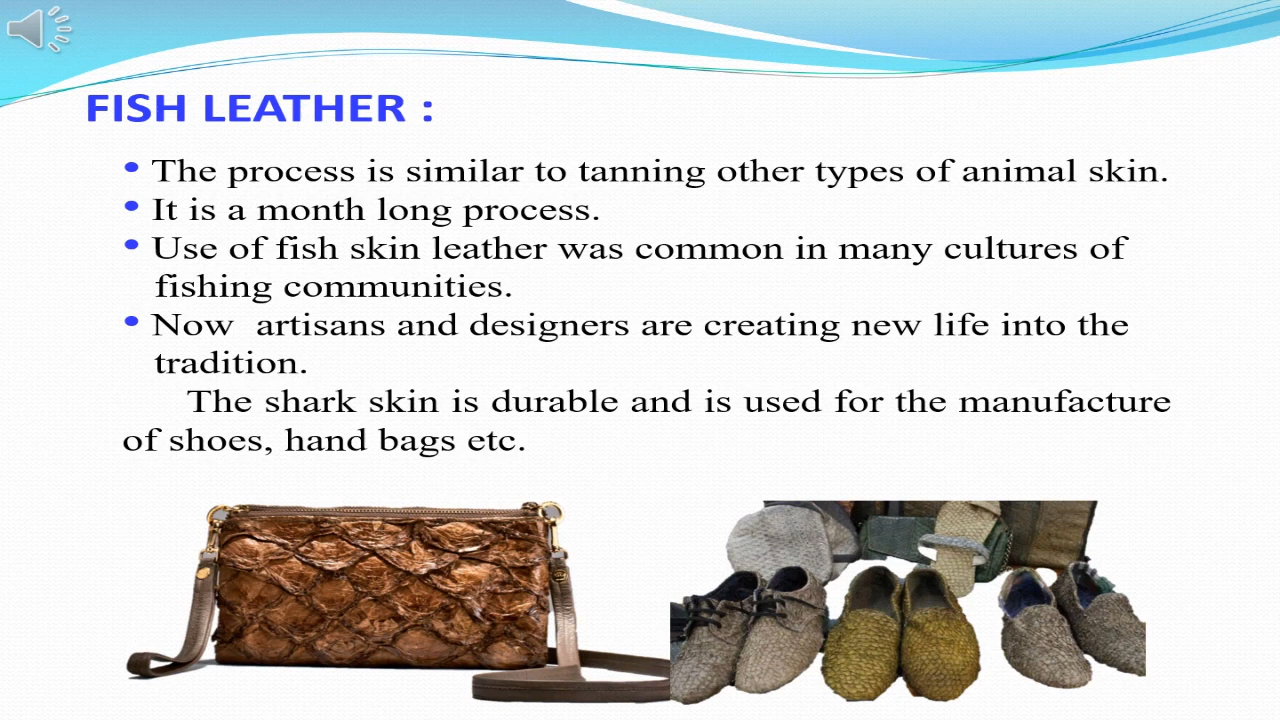 FISH LEATHER :
• The process is similar to tanning other types of animal skin.
• It is a month long process.
• Use of fish skin leather was common in many cultures of
fishing communities.
• Now artisans and designers are creating new life into the
tradition.
The shark skin is durable and is used for the manufacture
of shoes, hand bags etc.